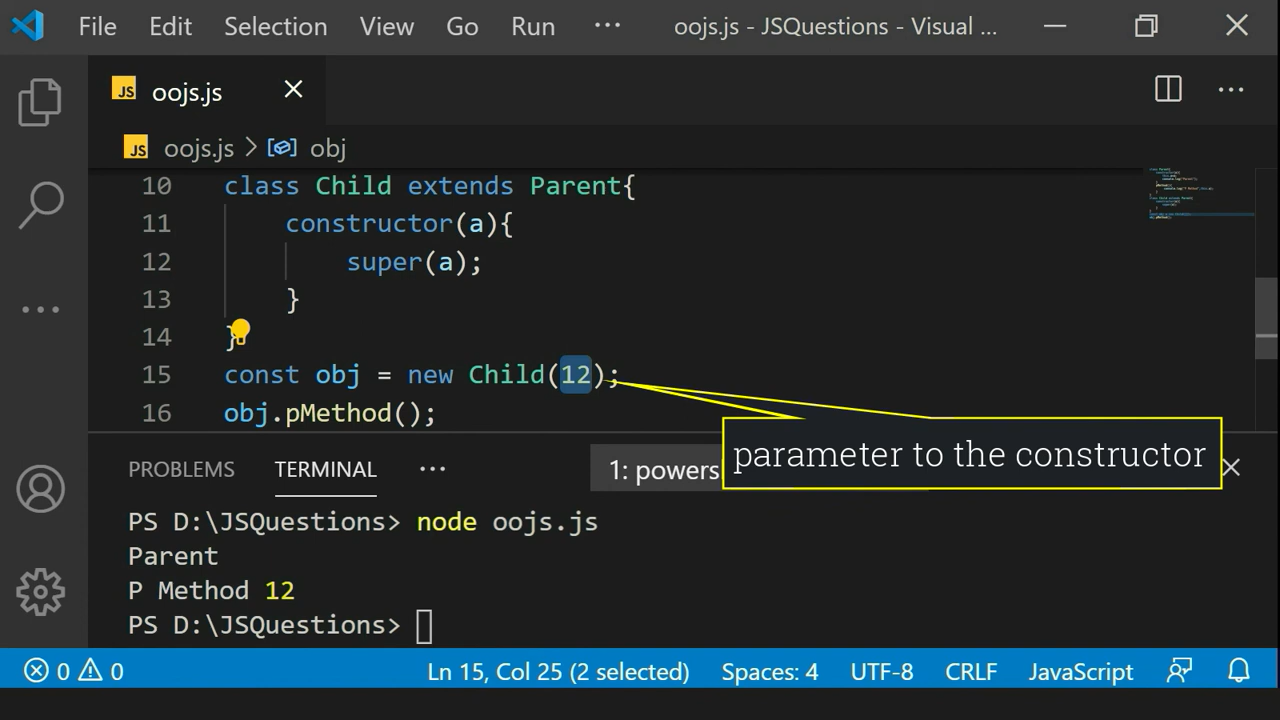 File Edit Selection View Go Run ··· oojs.js - JSQuestions - Visual ...
JS oojs.js
JS oojs.js > obj
10 class Child extends Parent{
11 constructor(a){
12 super(a);
13 }
14 }
15 const obj = new Child(12);
16 obj.pMethod();
parameter to the constructor
PROBLEMS TERMINAL ··· 1: powers
PS D:\JSQuestions> node oojs.js
Parent
P Method 12
PS D:\JSQuestions>
0 0 Ln 15, Col 25 (2 selected) Spaces: 4 UTF-8 CRLF JavaScript